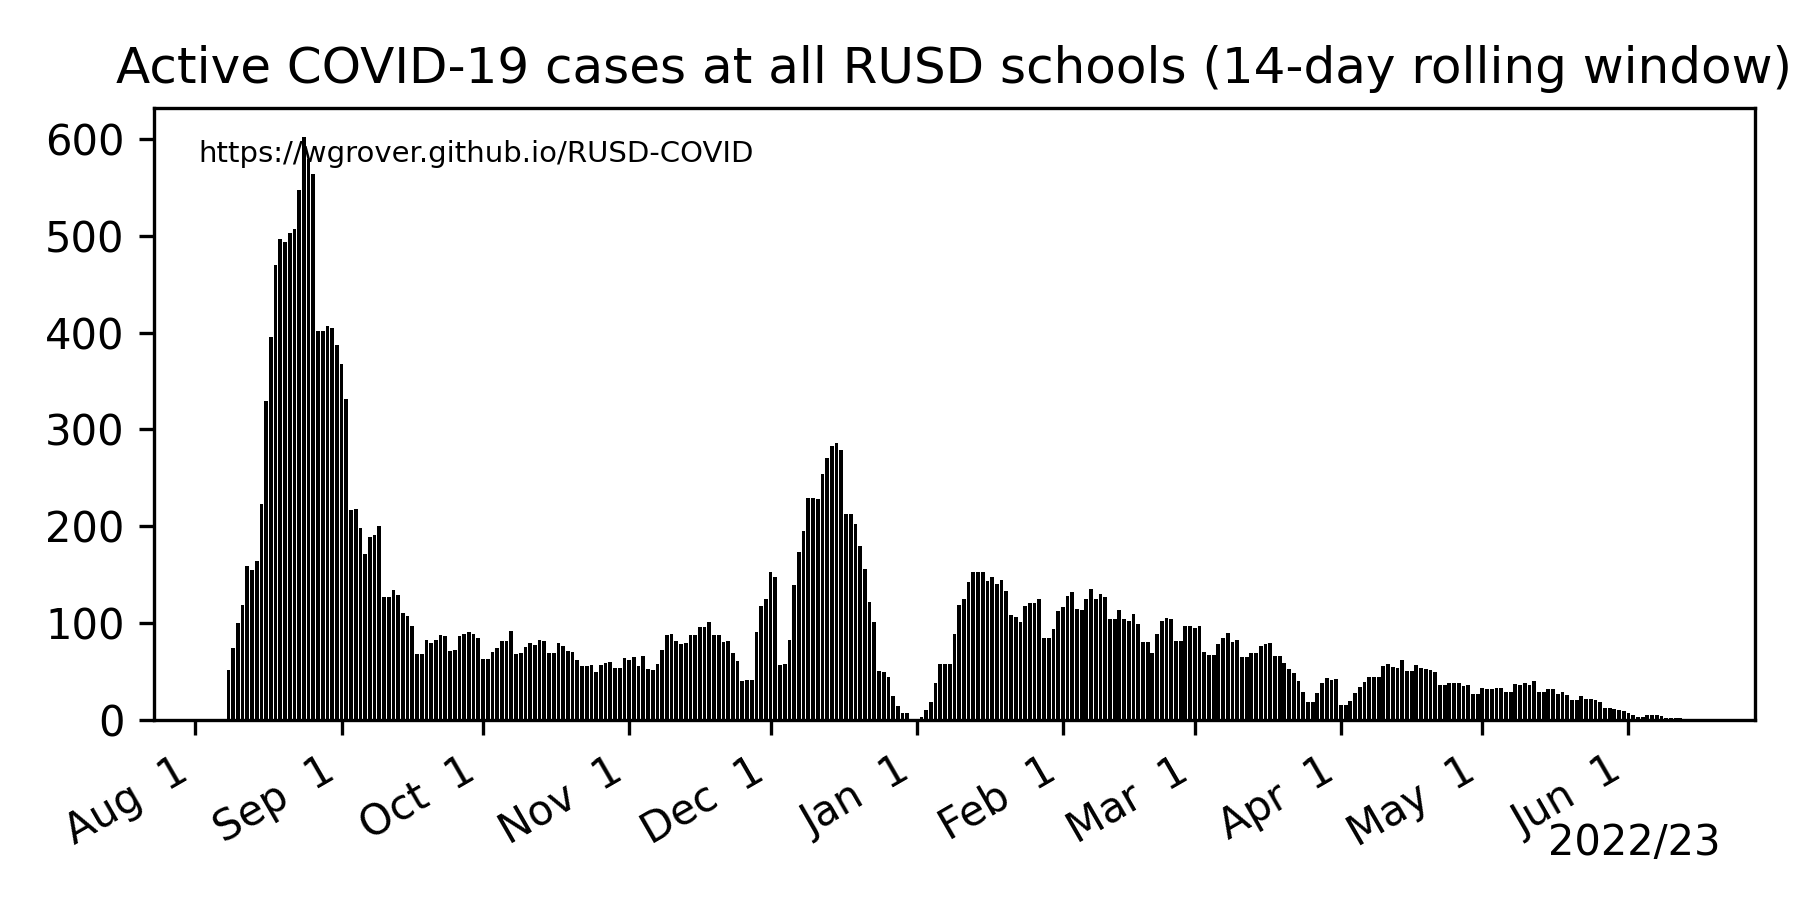 Active COVID-19 cases at all RUSD schools (14-day rolling window)
https://wgrover.github.io/RUSD-COVID
600
500
400
300
200
100
0
Aug 1 Sep 1 Oct 1 Nov 1 Dec 1 Jan 1 Feb 1 Mar 1 Apr 1 May 1 Jun 1
2022/23